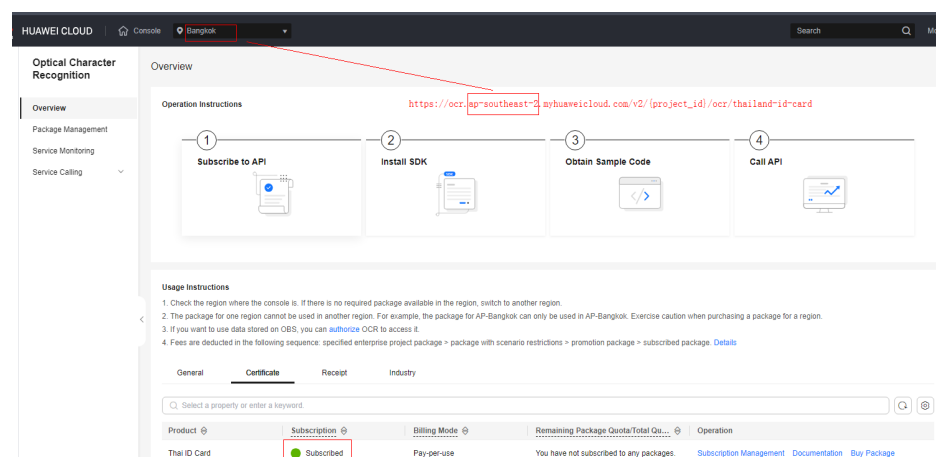 HUAWEI CLOUD Console Bangkok Search
Optical Character Recognition
Overview
Package Management
Service Monitoring
Service Calling
Overview
Operation Instructions
https://ocr.ap-southeast-2.myhuaweicloud.com/v2/{project_id}/ocr/thailand-id-card
1 2 3 4
Subscribe to API Install SDK Obtain Sample Code Call API
Usage Instructions
1. Check the region where the console is. If there is no required package available in the region, switch to another region.
2. The package for one region cannot be used in another region. For example, the package for AP-Bangkok can only be used in AP-Bangkok. Exercise caution when purchasing a package for a region.
3. If you want to use data stored on OBS, you can authorize OCR to access it.
4. Fees are deducted in the following sequence: specified enterprise project package > package with scenario restrictions > promotion package > subscribed package. Details
General Certificate Receipt Industry
Select a property or enter a keyword.
Product Subscription Billing Mode Remaining Package Quota/Total Qu... Operation
Thai ID Card Subscribed Pay-per-use You have not subscribed to any packages. Subscription Management Documentation Buy Package